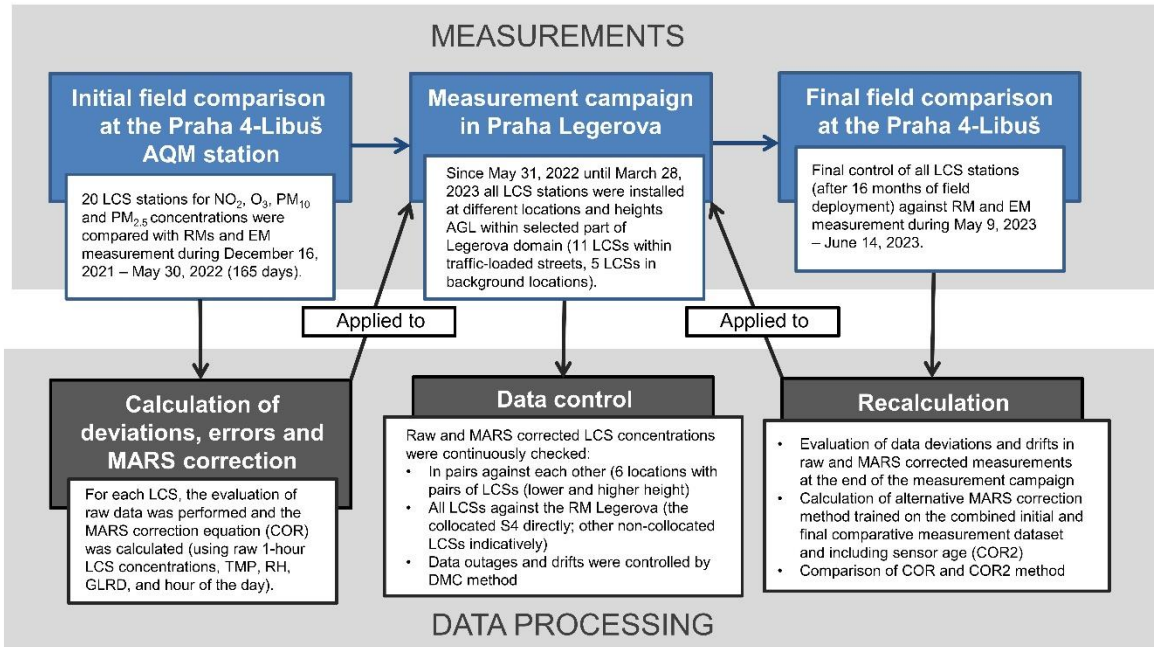 MEASUREMENTS
Initial field comparison
at the Praha 4-Libuš
AQM station
20 LCS stations for NO₂, O₃, PM₁₀
and PM₂.₅ concentrations were
compared with RMs and EM
measurement during December 16,
2021 – May 30, 2022 (165 days).
Measurement campaign
in Praha Legerova
Since May 31, 2022 until March 28,
2023 all LCS stations were installed
at different locations and heights
AGL within selected part of
Legerova domain (11 LCSs within
traffic-loaded streets, 5 LCSs in
background locations).
Final field comparison
at the Praha 4-Libuš
Final control of all LCS stations
(after 16 months of field
deployment) against RM and EM
measurement during May 9, 2023
– June 14, 2023.
Applied to
Applied to
Calculation of
deviations, errors and
MARS correction
For each LCS, the evaluation of
raw data was performed and the
MARS correction equation (COR)
was calculated (using raw 1-hour
LCS concentrations, TMP, RH,
GLRD, and hour of the day).
Data control
Raw and MARS corrected LCS concentrations
were continuously checked:
• In pairs against each other (6 locations with
pairs of LCSs (lower and higher height)
• All LCSs against the RM Legerova (the
collocated S4 directly; other non-collocated
LCSs indicatively)
• Data outages and drifts were controlled by
DMC method
Recalculation
• Evaluation of data deviations and drifts in
raw and MARS corrected measurements
at the end of the measurement campaign
• Calculation of alternative MARS correction
method trained on the combined initial and
final comparative measurement dataset
and including sensor age (COR2)
• Comparison of COR and COR2 method
DATA PROCESSING